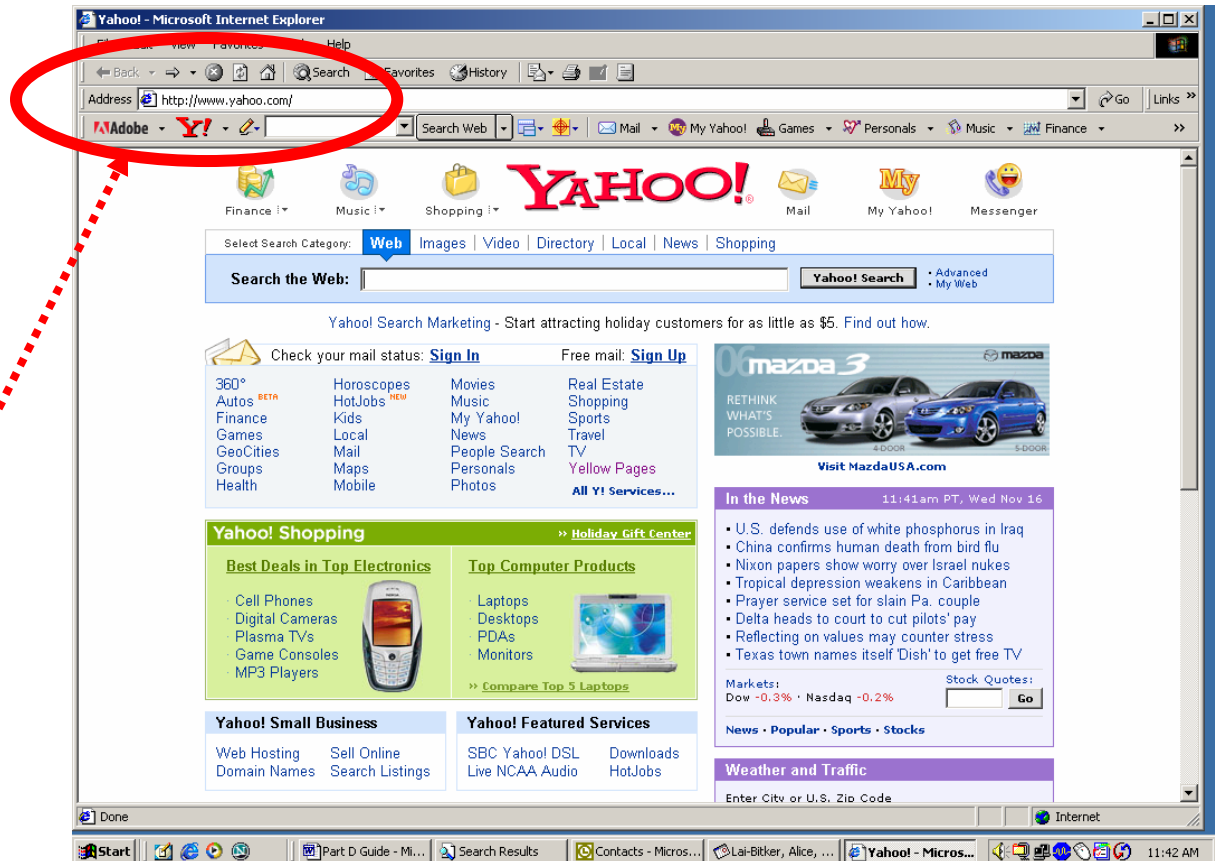 Yahoo! - Microsoft Internet Explorer
View Favorites Help
Back Search Favorites History
Address http://www.yahoo.com/ Go Links »
Adobe Y! Search Web Mail My Yahoo! Games Personals Music Finance »
Finance Music Shopping YAHOO! Mail My My Yahoo! Messenger
Select Search Category: Web Images | Video | Directory | Local | News | Shopping
Search the Web: Yahoo! Search • Advanced
• My Web
Yahoo! Search Marketing - Start attracting holiday customers for as little as $5. Find out how.
Check your mail status: Sign In Free mail: Sign Up
360° Horoscopes Movies Real Estate
Autos BETA HotJobs NEW Music Shopping
Finance Kids My Yahoo! Sports
Games Local News Travel
GeoCities Mail People Search TV
Groups Maps Personals Yellow Pages
Health Mobile Photos All Y! Services...
06 mazda 3 mazda
RETHINK
WHAT'S
POSSIBLE.
4-DOOR 5-DOOR
Visit MazdaUSA.com
Yahoo! Shopping » Holiday Gift Center
Best Deals in Top Electronics
· Cell Phones
· Digital Cameras
· Plasma TVs
· Game Consoles
· MP3 Players
Top Computer Products
· Laptops
· Desktops
· PDAs
· Monitors
» Compare Top 5 Laptops
In the News 11:41am PT, Wed Nov 16
• U.S. defends use of white phosphorus in Iraq
• China confirms human death from bird flu
• Nixon papers show worry over Israel nukes
• Tropical depression weakens in Caribbean
• Prayer service set for slain Pa. couple
• Delta heads to court to cut pilots' pay
• Reflecting on values may counter stress
• Texas town names itself 'Dish' to get free TV
Markets: Stock Quotes:
Dow -0.3% · Nasdaq -0.2% Go
News · Popular · Sports · Stocks
Yahoo! Small Business
Web Hosting Sell Online
Domain Names Search Listings
Yahoo! Featured Services
SBC Yahoo! DSL Downloads
Live NCAA Audio HotJobs
Weather and Traffic
Enter City or U.S. Zip Code
Done Internet
Start Part D Guide - Mi... Search Results Contacts - Micros... Lai-Bitker, Alice, ... Yahoo! - Micros... 11:42 AM